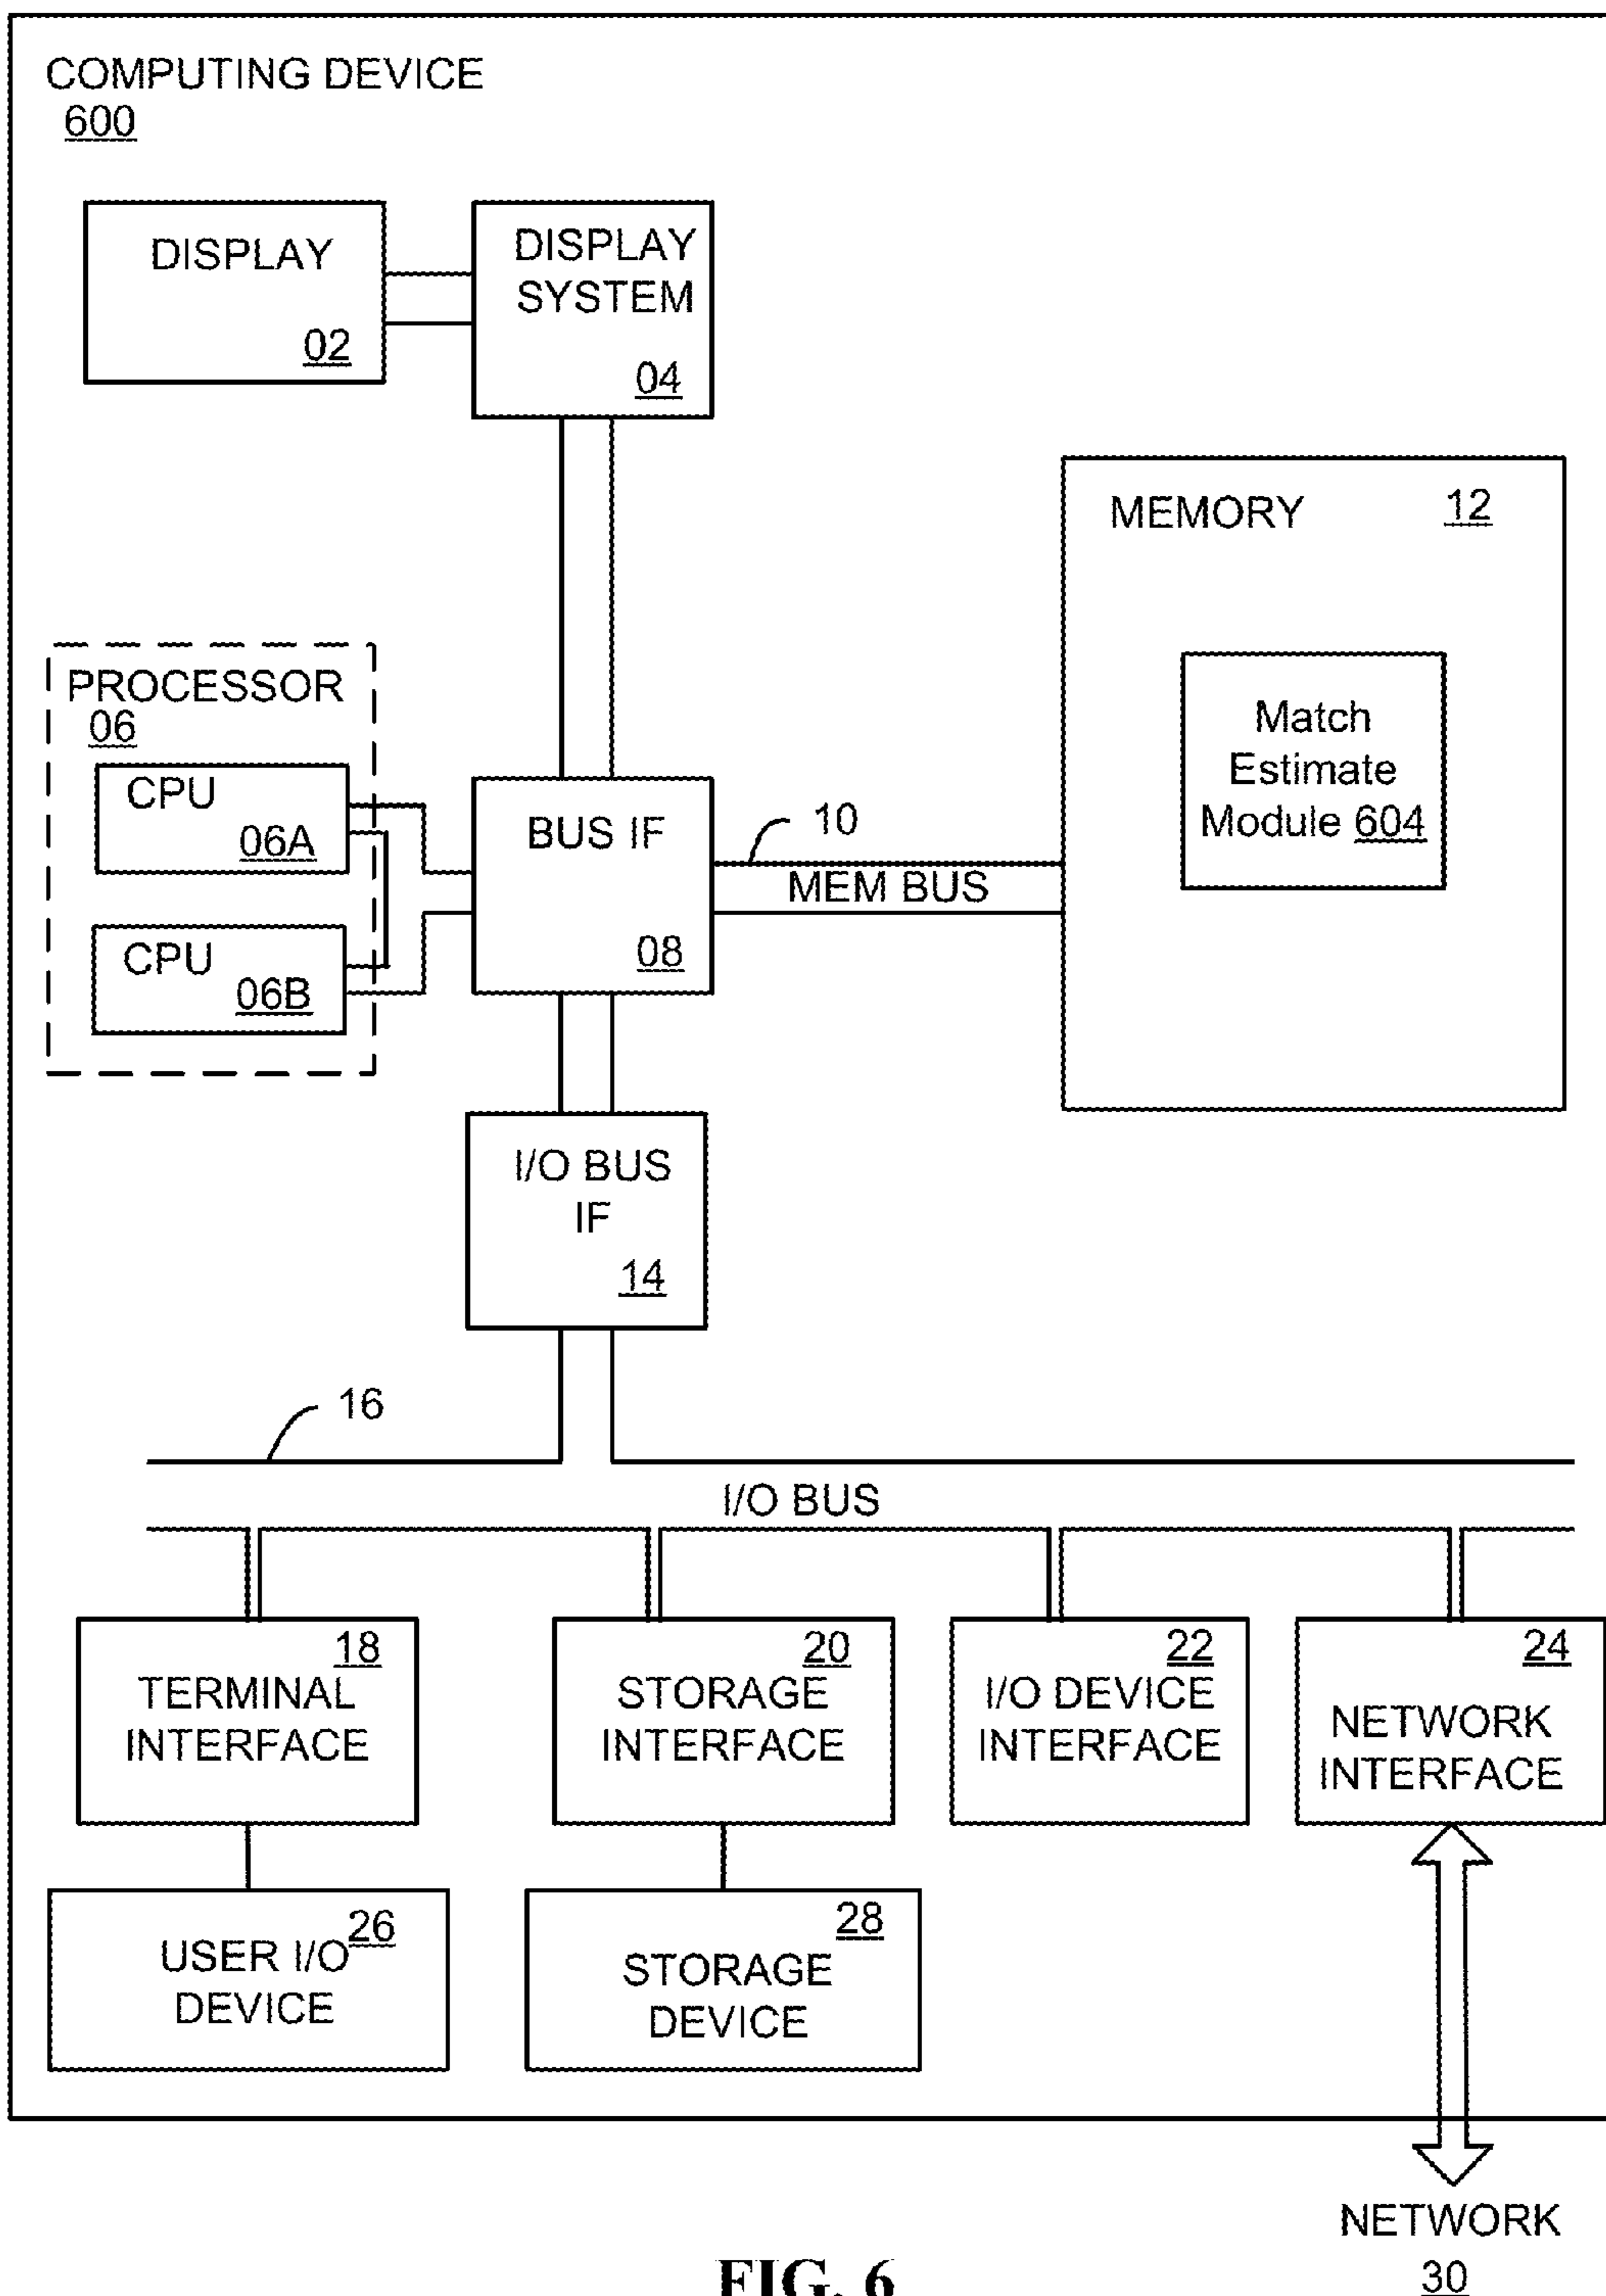 COMPUTING DEVICE
600
DISPLAY
02
DISPLAY
SYSTEM
04
MEMORY
12
Match
Estimate
Module 604
PROCESSOR
06
CPU
06A
CPU
06B
BUS IF
08
10
MEM BUS
I/O BUS
IF
14
16
I/O BUS
18
TERMINAL
INTERFACE
20
STORAGE
INTERFACE
22
I/O DEVICE
INTERFACE
24
NETWORK
INTERFACE
26
USER I/O
DEVICE
28
STORAGE
DEVICE
NETWORK
30
FIG. 6